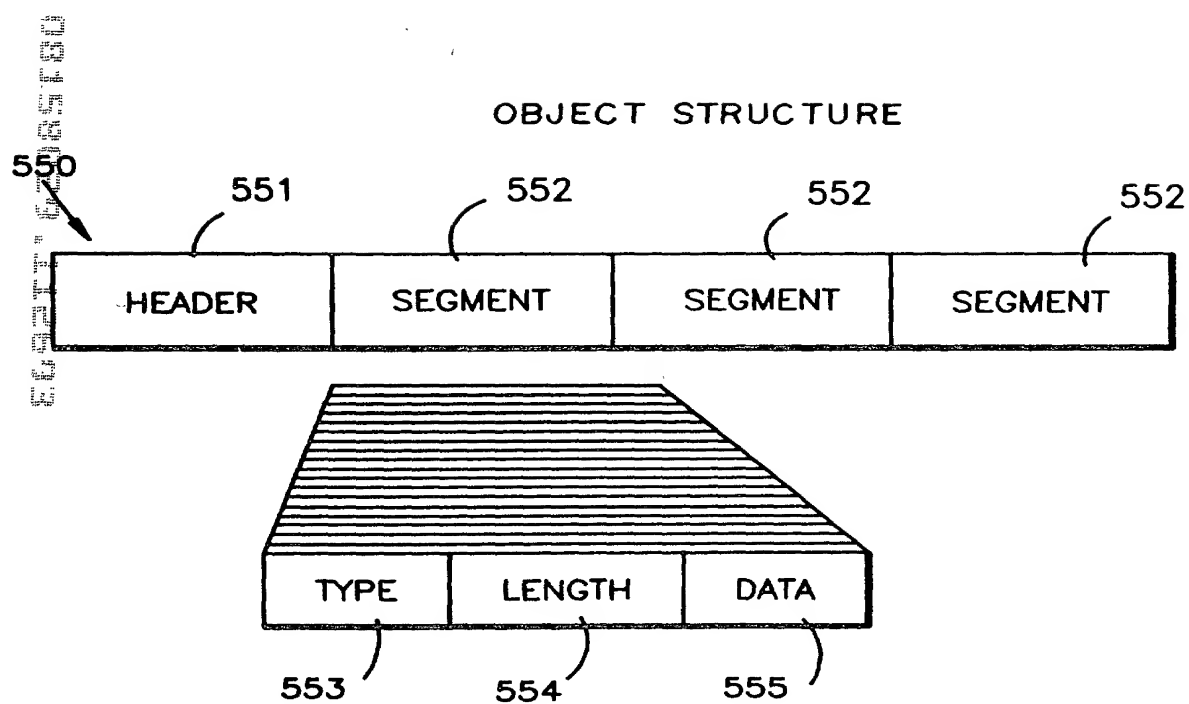 OBJECT STRUCTURE
550
551 552 552 552
HEADER SEGMENT SEGMENT SEGMENT
TYPE LENGTH DATA
553 554 555